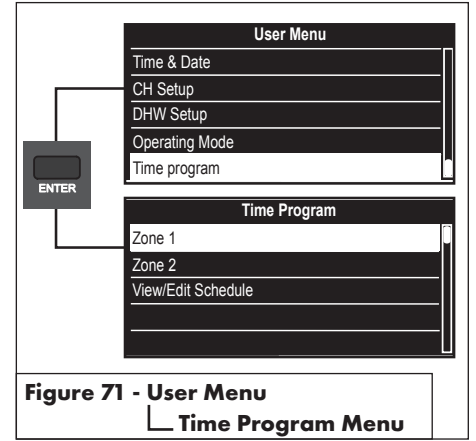 User Menu
Time & Date
CH Setup
DHW Setup
Operating Mode
Time program
ENTER
Time Program
Zone 1
Zone 2
View/Edit Schedule
Figure 71 - User Menu
Time Program Menu